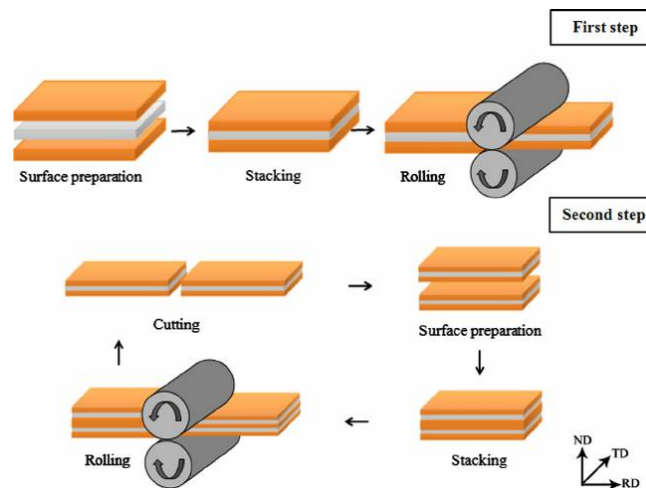 First step
Surface preparation
Stacking
Rolling
Second step
Cutting
Surface preparation
Rolling
Stacking
ND
TD
RD